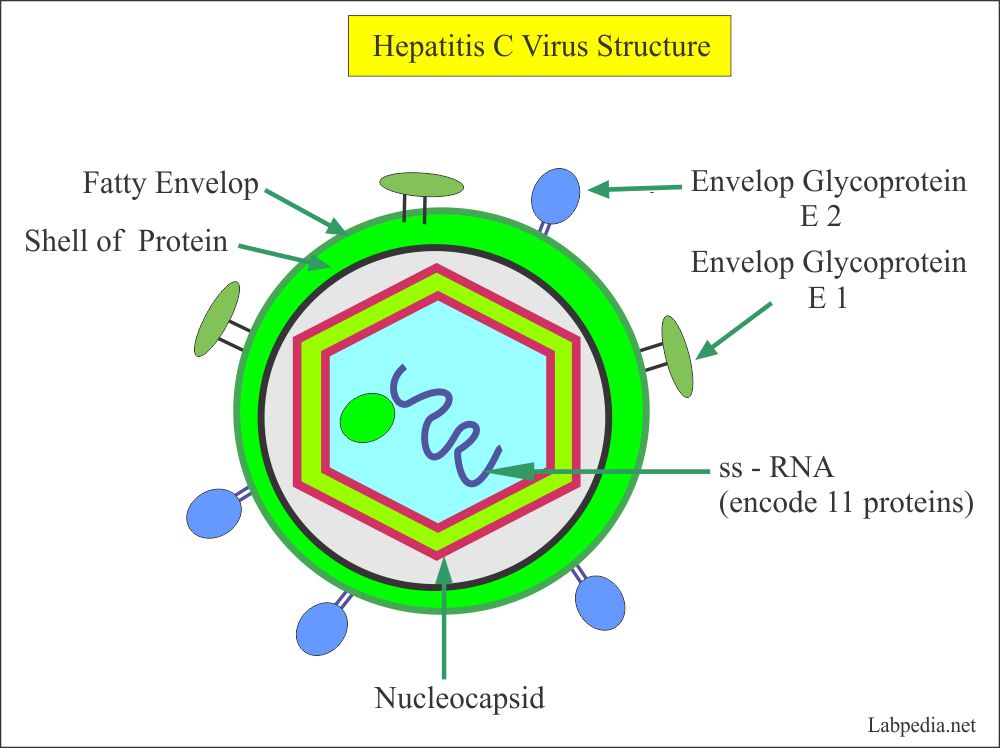 Hepatitis C Virus Structure
Fatty Envelop
Shell of Protein
Envelop Glycoprotein
E 2
Envelop Glycoprotein
E 1
ss - RNA
(encode 11 proteins)
Nucleocapsid
Labpedia.net